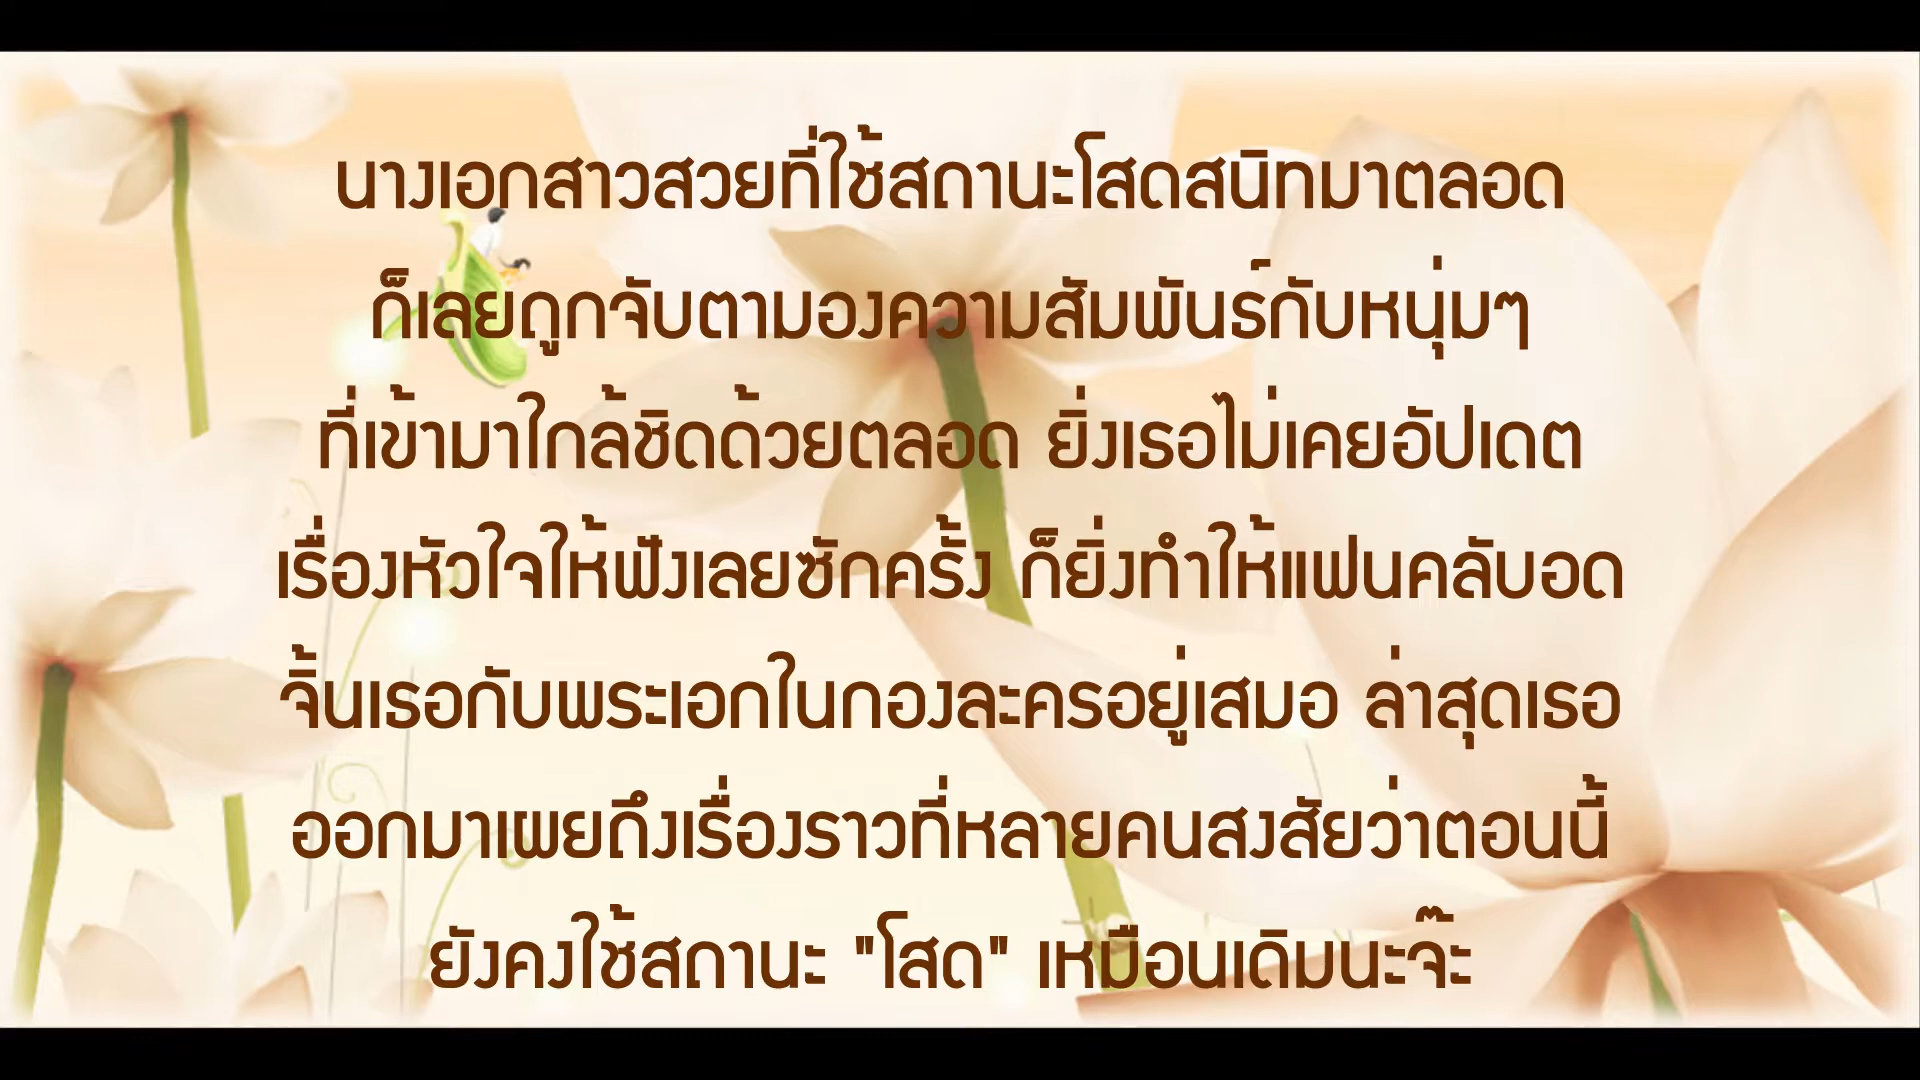 นางเอกสาวสวยที่ใช้สถานะโสดสนิทมาตลอด
ก็เลยถูกจับตามองความสัมพันธ์กับหนุ่มๆ
ที่เข้ามาใกล้ชิดด้วยตลอด ยิ่งเธอไม่เคยอัปเดต
เรื่องหัวใจให้ฟังเลยซักครั้ง ก็ยิ่งทำให้แฟนคลับอด
จิ้นเธอกับพระเอกในกองละครอยู่เสมอ ล่าสุดเธอ
ออกมาเผยถึงเรื่องราวที่หลายคนสงสัยว่าตอนนี้
ยังคงใช้สถานะ "โสด" เหมือนเดิมนะจ๊ะ